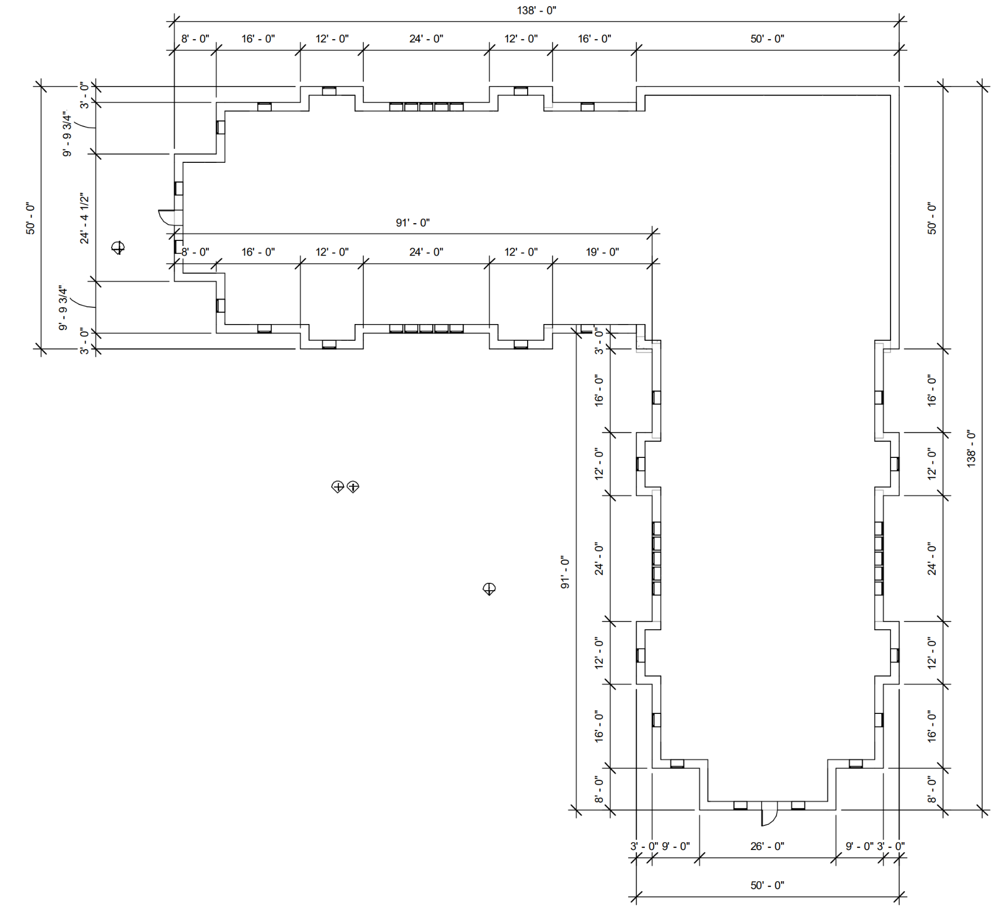 138' - 0"
8' - 0" 16' - 0" 12' - 0" 24' - 0" 12' - 0" 16' - 0" 50' - 0"
3' - 0"
9' - 9 3/4"
24' - 4 1/2"
9' - 9 3/4"
3' - 0"
50' - 0"
91' - 0"
8' - 0" 16' - 0" 12' - 0" 24' - 0" 12' - 0" 19' - 0"
3' - 0"
16' - 0"
12' - 0"
24' - 0"
12' - 0"
16' - 0"
8' - 0"
91' - 0"
50' - 0"
16' - 0"
12' - 0"
24' - 0"
12' - 0"
16' - 0"
8' - 0"
138' - 0"
3' - 0" 9' - 0" 26' - 0" 9' - 0" 3' - 0"
50' - 0"